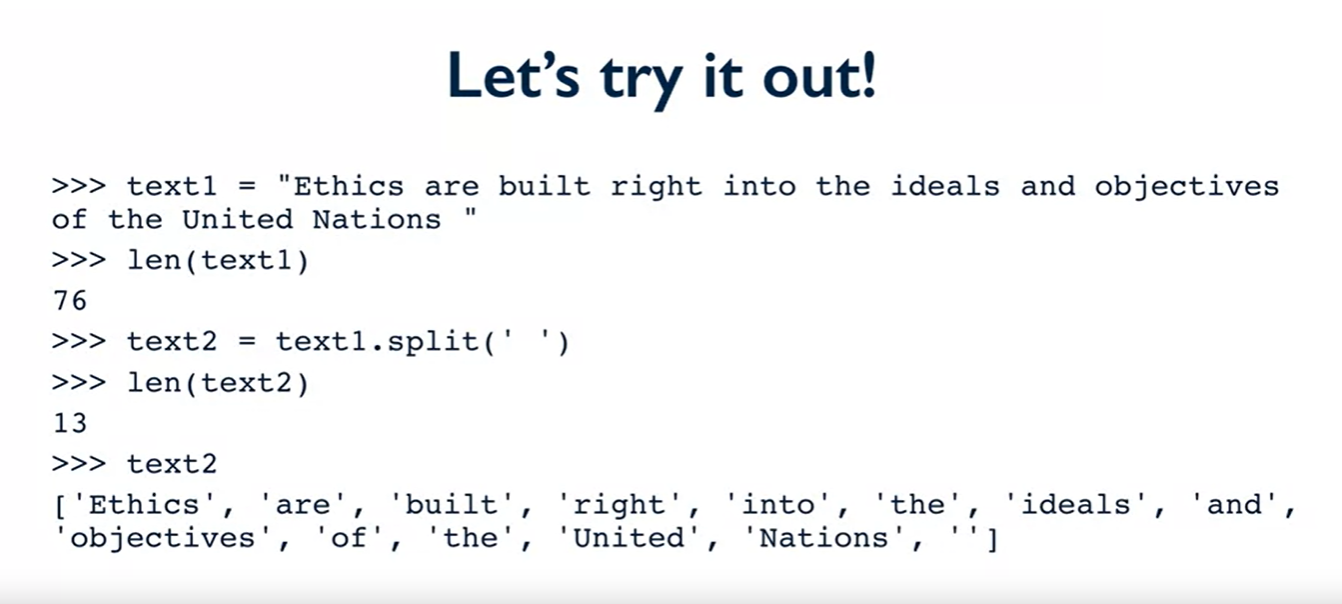 Let's try it out!
>>> text1 = "Ethics are built right into the ideals and objectives
of the United Nations "
>>> len(text1)
76
>>> text2 = text1.split(' ')
>>> len(text2)
13
>>> text2
['Ethics', 'are', 'built', 'right', 'into', 'the', 'ideals', 'and',
'objectives', 'of', 'the', 'United', 'Nations', '']